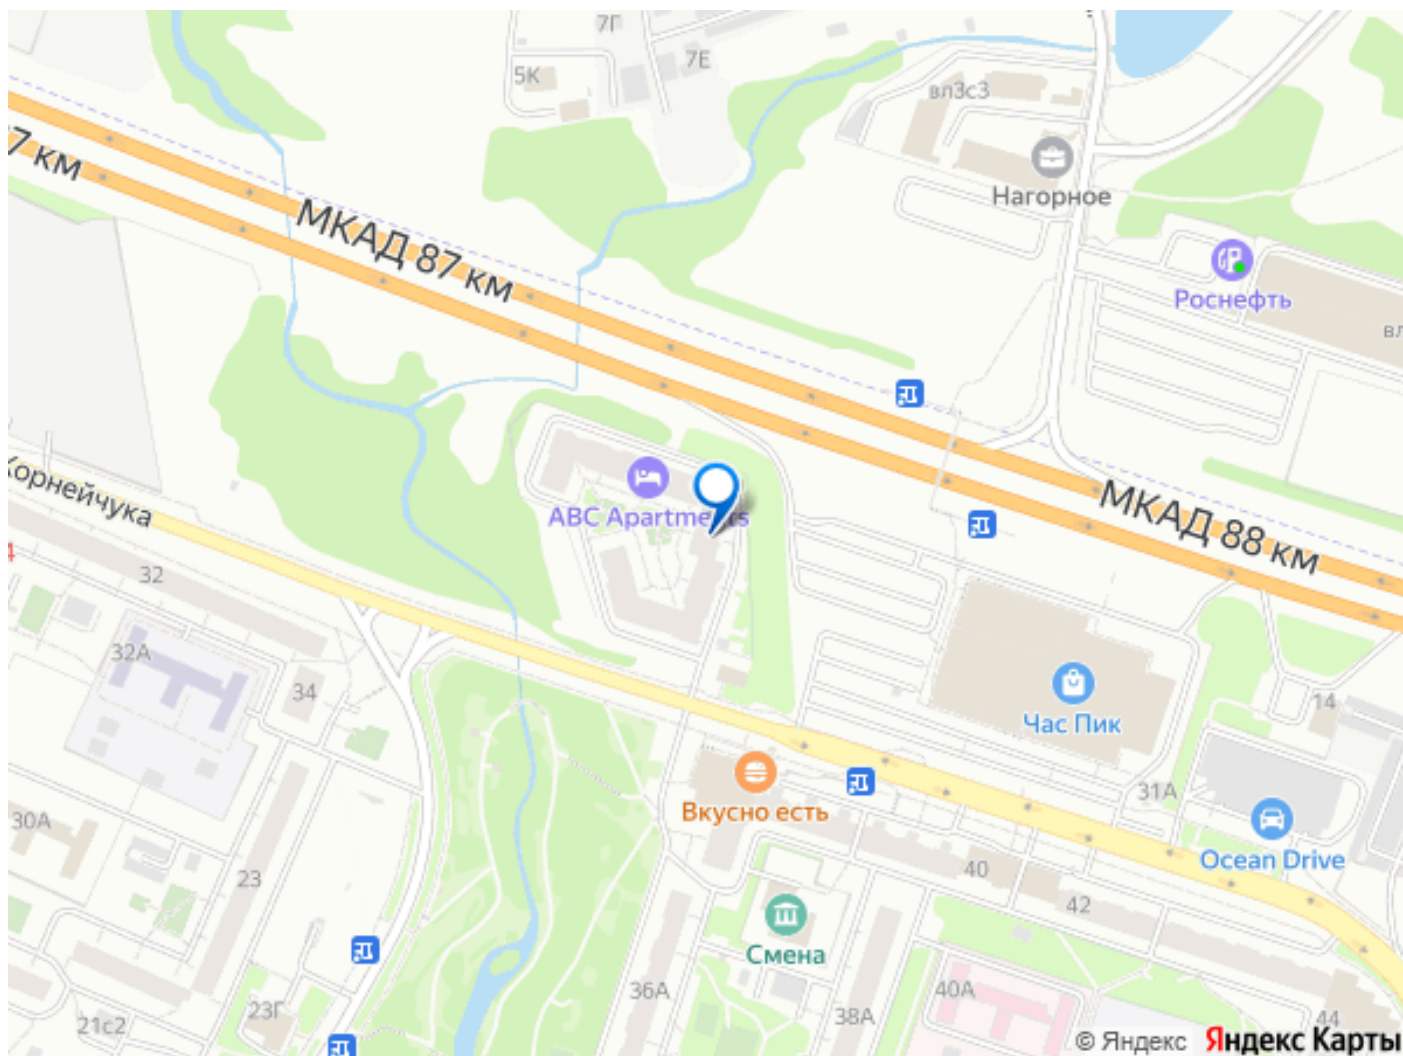 7Г
7Е
5К
вл3с3
7 км
МКАД 87 км
Нагорное
Роснефть
вл
ABC Apartments
МКАД 88 км
Корнейчука
4
32
32А
34
Час Пик
14
31А
Вкусно есть
30А
Ocean Drive
23
40
42
Смена
36А
40А
23Г
21с2
38А
44
© Яндекс Яндекс Карты